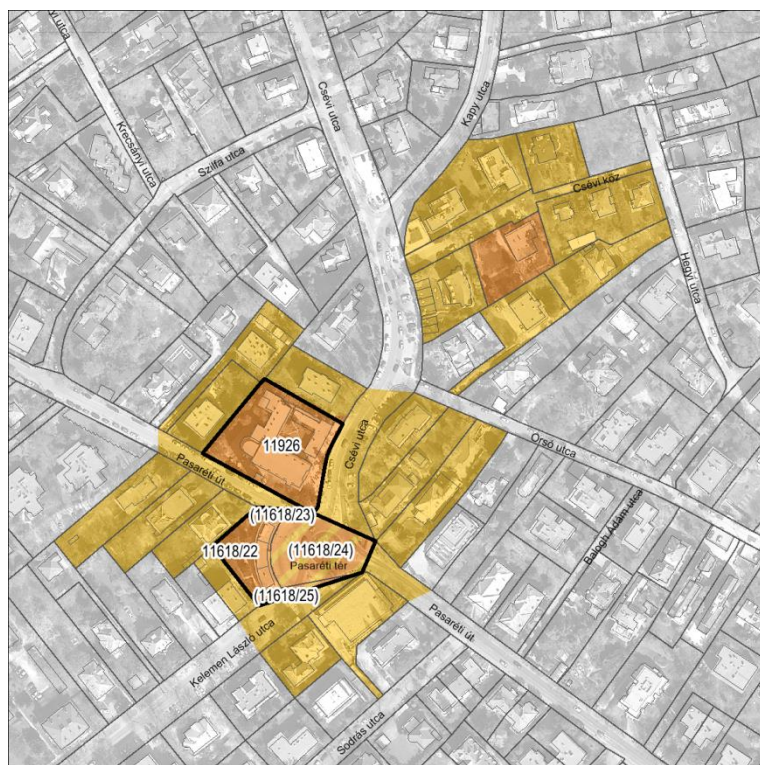 yi utca
Krecsányi utca
Szilfa utca
Csévi utca
Kapy utca
Csévi köz
Hegyi utca
11926
Csévi utca
Orsó utca
Pasaréti út
(11618/23)
11618/22
(11618/24)
Pasaréti tér
(11618/25)
Balogh Ádám utca
Kelemen László utca
Pasaréti út
Sodrás utca